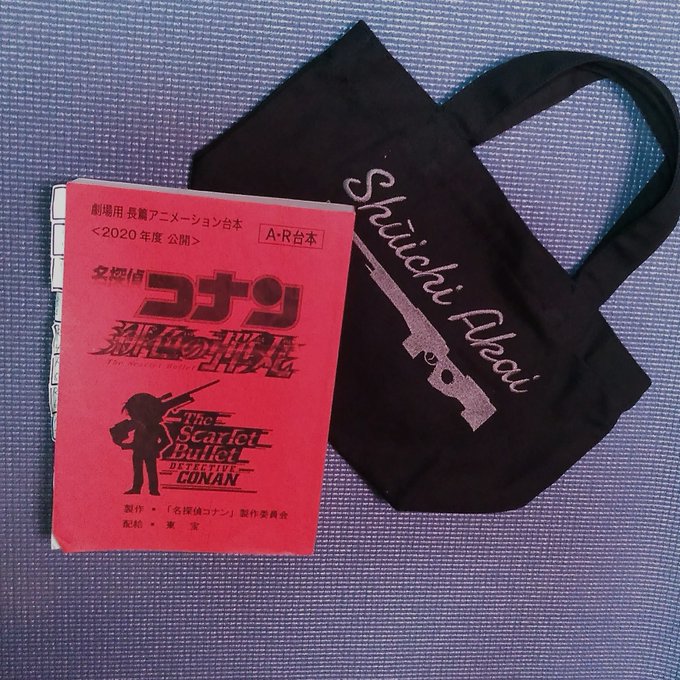 劇場用 長篇アニメーション台本
<2020年度 公開>
A・R台本
名探偵
コナン
緋色の弾丸
The Scarlet Bullet
The
Scarlet
Bullet
DETECTIVE
CONAN
製作・「名探偵コナン」製作委員会
配給・東 宝
Shuichi Akai